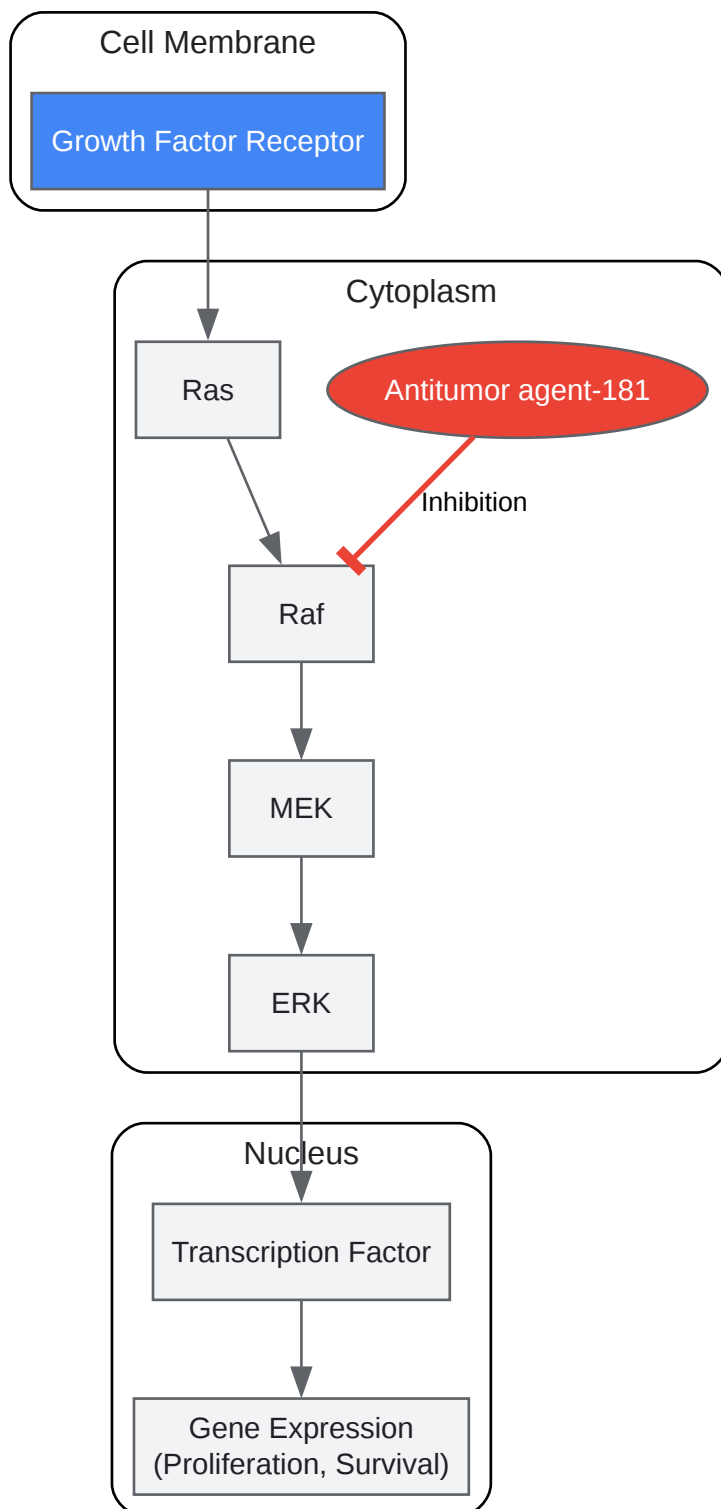 Cell Membrane
Growth Factor Receptor
Cytoplasm
Ras
Antitumor agent-181
Inhibition
Raf
MEK
ERK
Nucleus
Transcription Factor
Gene Expression
(Proliferation, Survival)